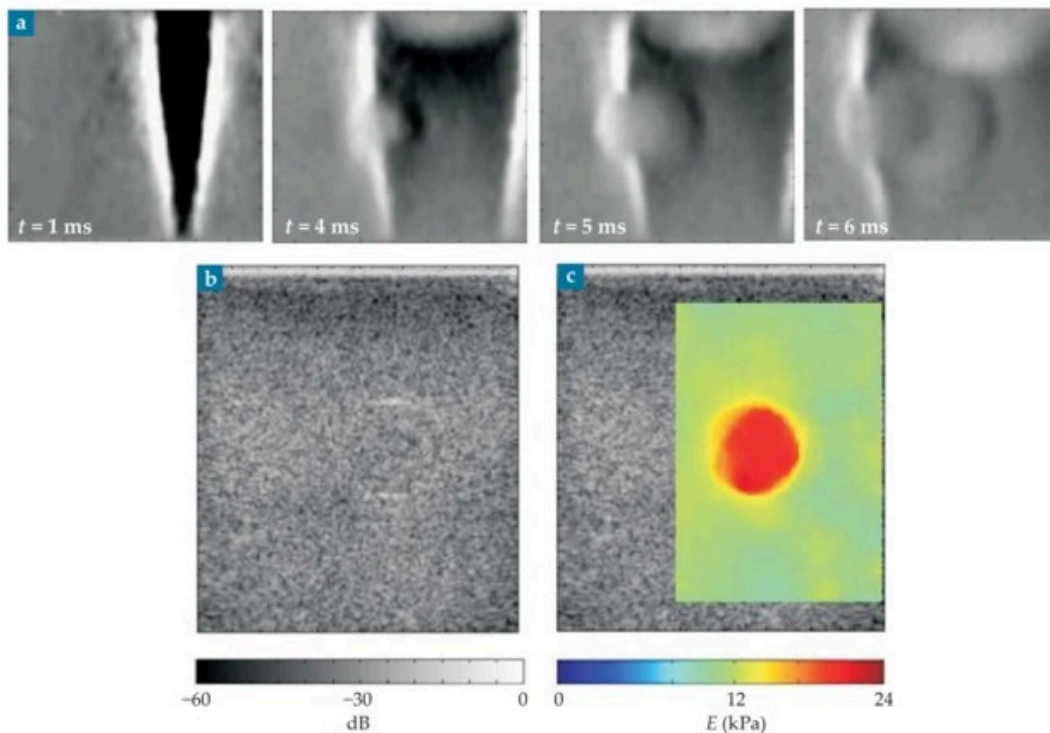 a
t = 1 ms
t = 4 ms
t = 5 ms
t = 6 ms
b
c
−60
−30
0
dB
0
12
24
E (kPa)